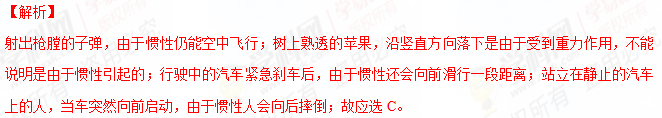 【解析】
射出枪膛的子弹，由于惯性仍能空中飞行；树上熟透的苹果，沿竖直方向落下是由于受到重力作用，不能
说明是由于惯性引起的；行驶中的汽车紧急刹车后，由于惯性还会向前滑行一段距离；站立在静止的汽车
上的人，当车突然向前启动，由于惯性人会向后摔倒；故应选 C。